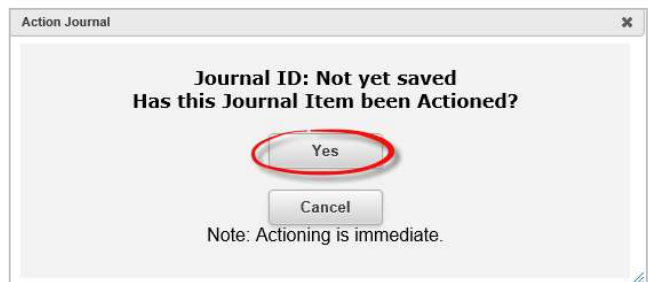 Action Journal
Journal ID: Not yet saved
Has this Journal Item been Actioned?
Yes
Cancel
Note: Actioning is immediate.